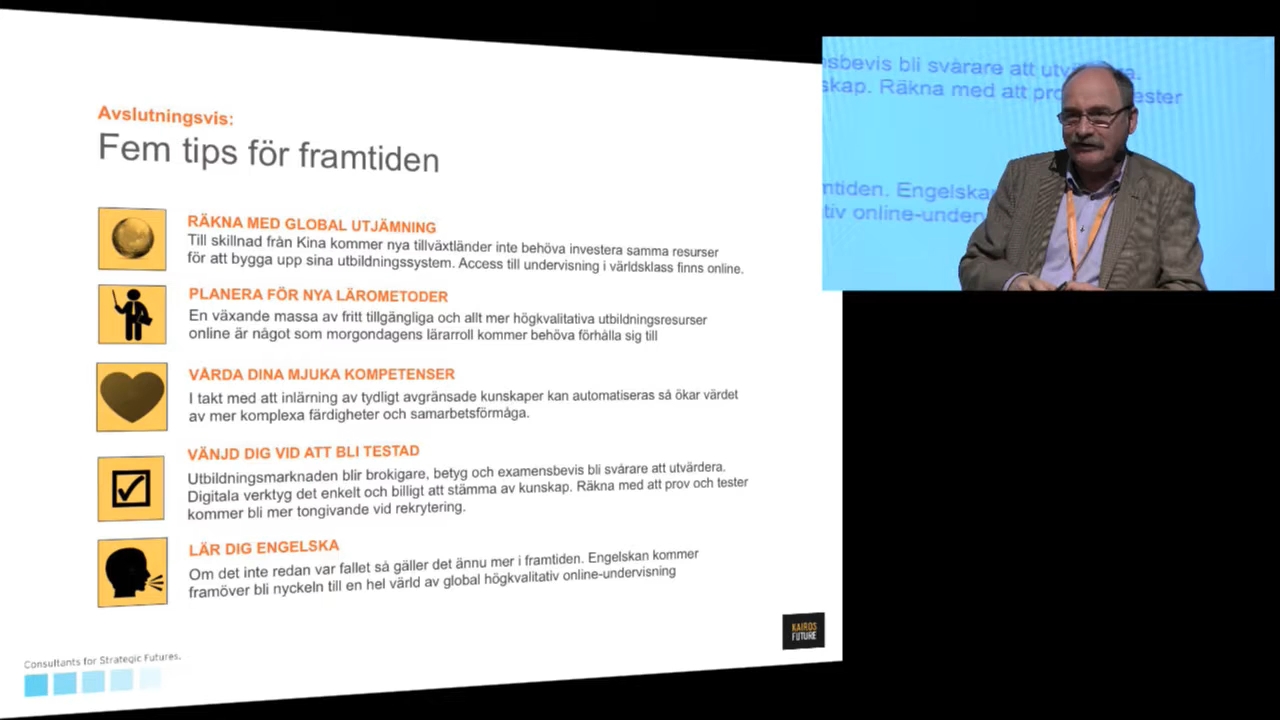 Avslutningsvis:
Fem tips för framtiden
RÄKNA MED GLOBAL UTJÄMNING
Till skillnad från Kina kommer nya tillväxtländer inte behöva investera samma resurser
för att bygga upp sina utbildningssystem. Access till undervisning i världsklass finns online.
PLANERA FÖR NYA LÄROMETODER
En växande massa av fritt tillgängliga och allt mer högkvalitativa utbildningsresurser
online är något som morgondagens lärarroll kommer behöva förhålla sig till
VÅRDA DINA MJUKA KOMPETENSER
I takt med att inlärning av tydligt avgränsade kunskaper kan automatiseras så ökar värdet
av mer komplexa färdigheter och samarbetsförmåga.
VÄNJD DIG VID ATT BLI TESTAD
Utbildningsmarknaden blir brokigare, betyg och examensbevis bli svårare att utvärdera.
Digitala verktyg det enkelt och billigt att stämma av kunskap. Räkna med att prov och tester
kommer bli mer tongivande vid rekrytering.
LÄR DIG ENGELSKA
Om det inte redan var fallet så gäller det ännu mer i framtiden. Engelskan kommer
framöver bli nyckeln till en hel värld av global högkvalitativ online-undervisning
KAIROS
FUTURE
Consultants for Strategic Futures.
sbevis bli svårare att utvärdera.
skap. Räkna med att pro tester
mtiden. Engelskan
tiv online-underv